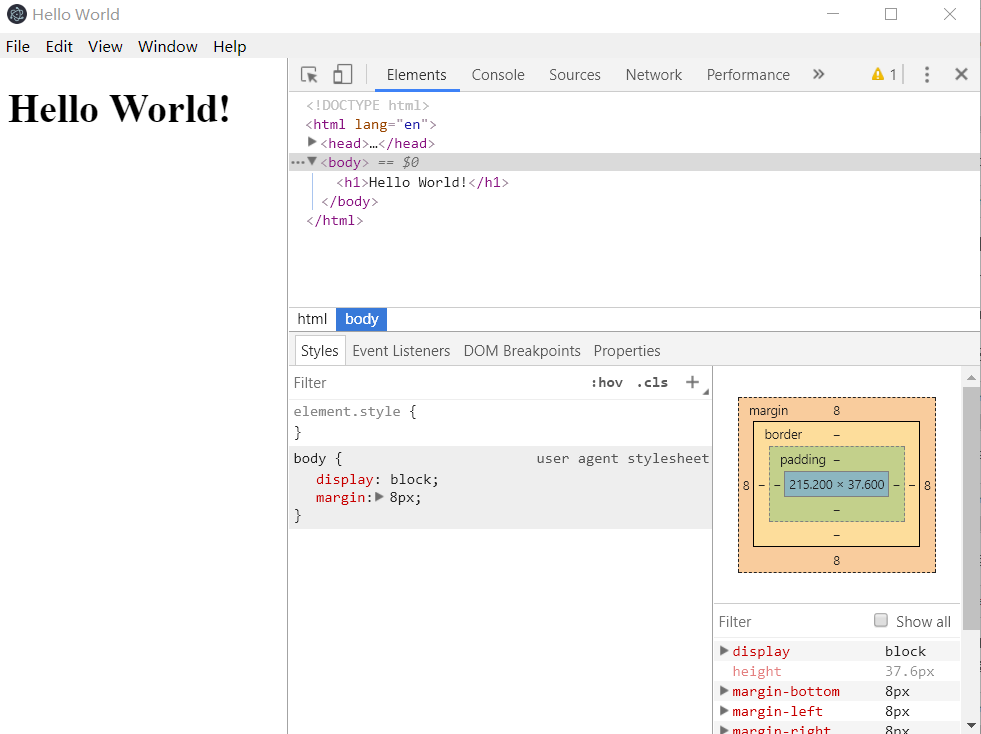 Hello World
File Edit View Window Help
Hello World!
Elements Console Sources Network Performance » 1
<!DOCTYPE html>
<html lang="en">
<head>…</head>
<body> == $0
<h1>Hello World!</h1>
</body>
</html>
html body
Styles Event Listeners DOM Breakpoints Properties
Filter :hov .cls +
element.style {
}
body { user agent stylesheet
display: block;
margin: 8px;
}
margin 8
border –
padding –
8 – – 215.200 × 37.600 – – 8
–
–
8
Filter Show all
display block
height 37.6px
margin-bottom 8px
margin-left 8px
margin-right 8px